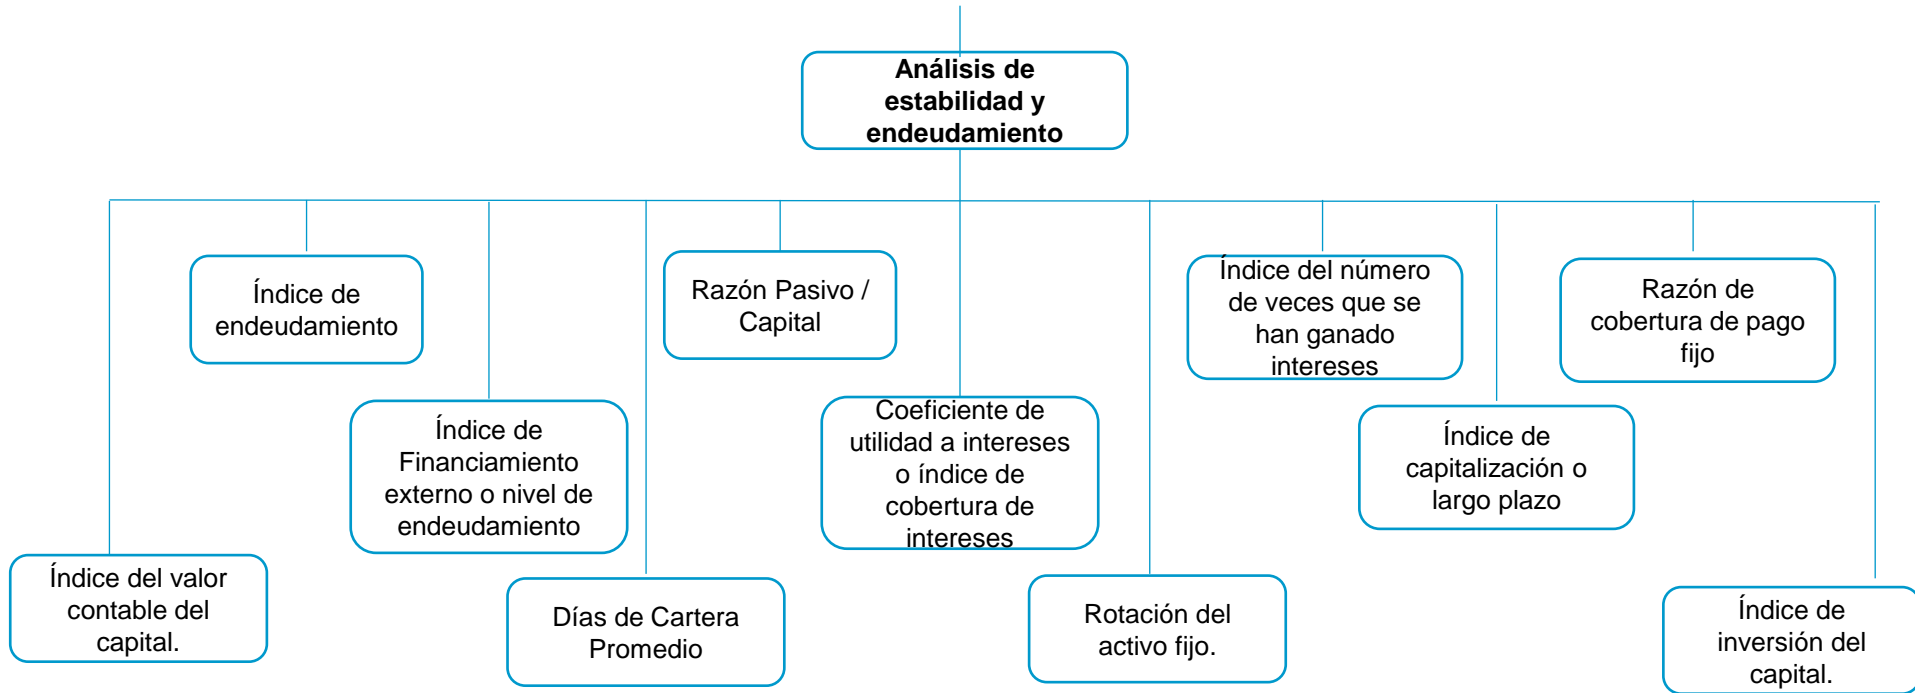 Análisis de
estabilidad y
endeudamiento
Índice de
endeudamiento
Razón Pasivo /
Capital
Índice del número
de veces que se
han ganado
intereses
Razón de
cobertura de pago
fijo
Índice de
Financiamiento
externo o nivel de
endeudamiento
Coeficiente de
utilidad a intereses
o índice de
cobertura de
intereses
Índice de
capitalización o
largo plazo
Índice del valor
contable del
capital.
Días de Cartera
Promedio
Rotación del
activo fijo.
Índice de
inversión del
capital.